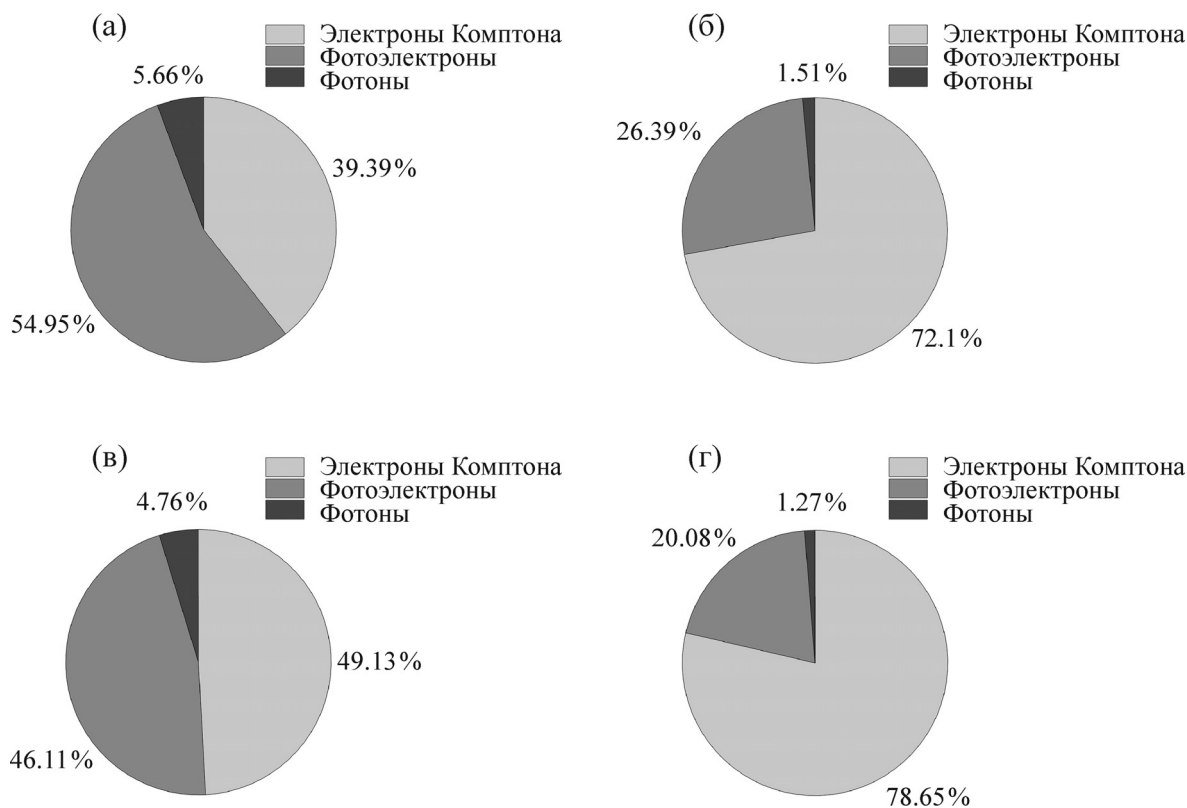 (а)
Электроны Комптона
Фотоэлектроны
Фотоны
5.66%
39.39%
54.95%
(б)
Электроны Комптона
Фотоэлектроны
Фотоны
1.51%
26.39%
72.1%
(в)
Электроны Комптона
Фотоэлектроны
Фотоны
4.76%
49.13%
46.11%
(г)
Электроны Комптона
Фотоэлектроны
Фотоны
1.27%
20.08%
78.65%